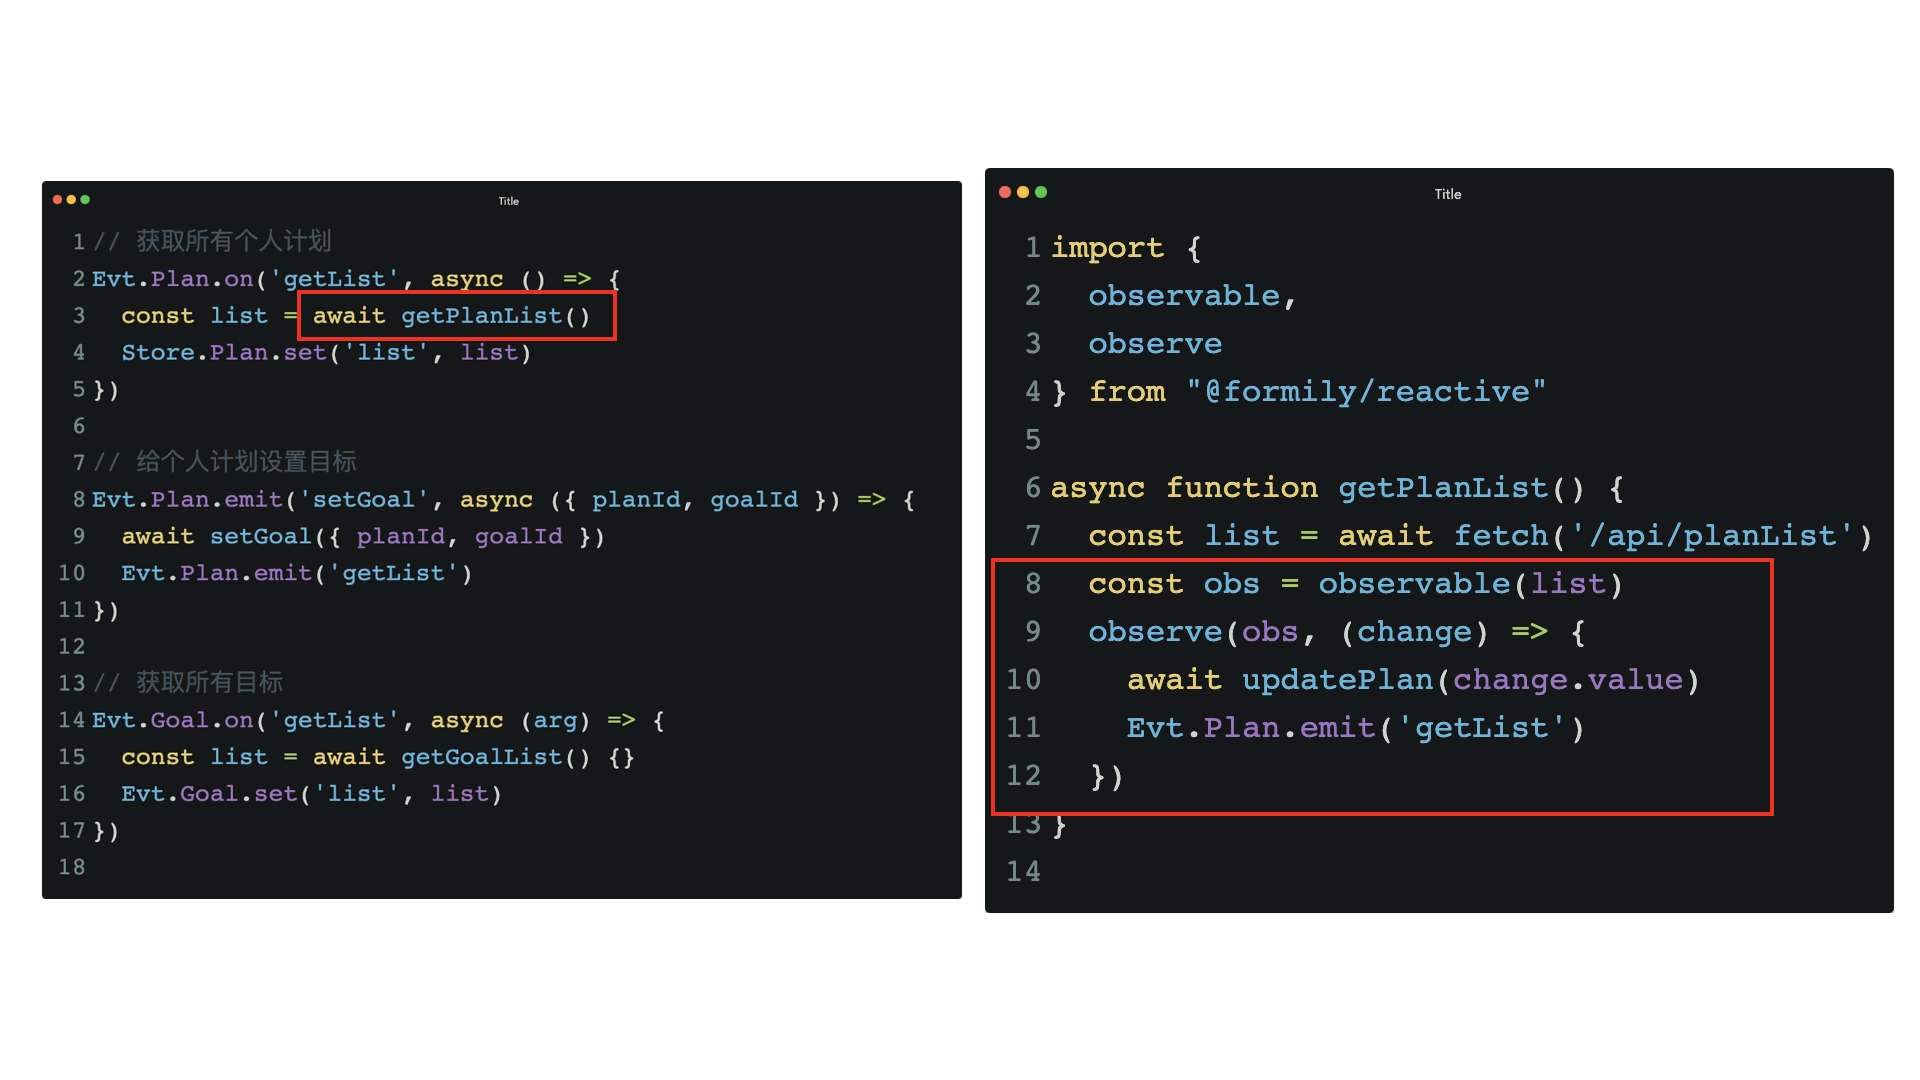 Title
1 // 获取所有个人计划
2 Evt.Plan.on('getList', async () => {
3   const list = await getPlanList()
4   Store.Plan.set('list', list)
5 })
6
7 // 给个人计划设置目标
8 Evt.Plan.emit('setGoal', async ({ planId, goalId }) => {
9   await setGoal({ planId, goalId })
10   Evt.Plan.emit('getList')
11 })
12
13 // 获取所有目标
14 Evt.Goal.on('getList', async (arg) => {
15   const list = await getGoalList() {}
16   Evt.Goal.set('list', list)
17 })
18
Title
1 import {
2   observable,
3   observe
4 } from "@formily/reactive"
5
6 async function getPlanList() {
7   const list = await fetch('/api/planList')
8   const obs = observable(list)
9   observe(obs, (change) => {
10     await updatePlan(change.value)
11     Evt.Plan.emit('getList')
12   })
13 }
14